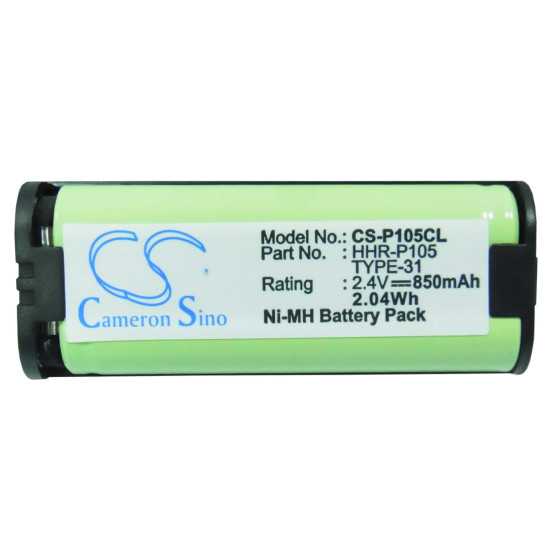 CS
Cameron Sino
Model No.: CS-P105CL
Part No. : HHR-P105
TYPE-31
Rating : 2.4V⎓850mAh
2.04Wh
Ni-MH Battery Pack